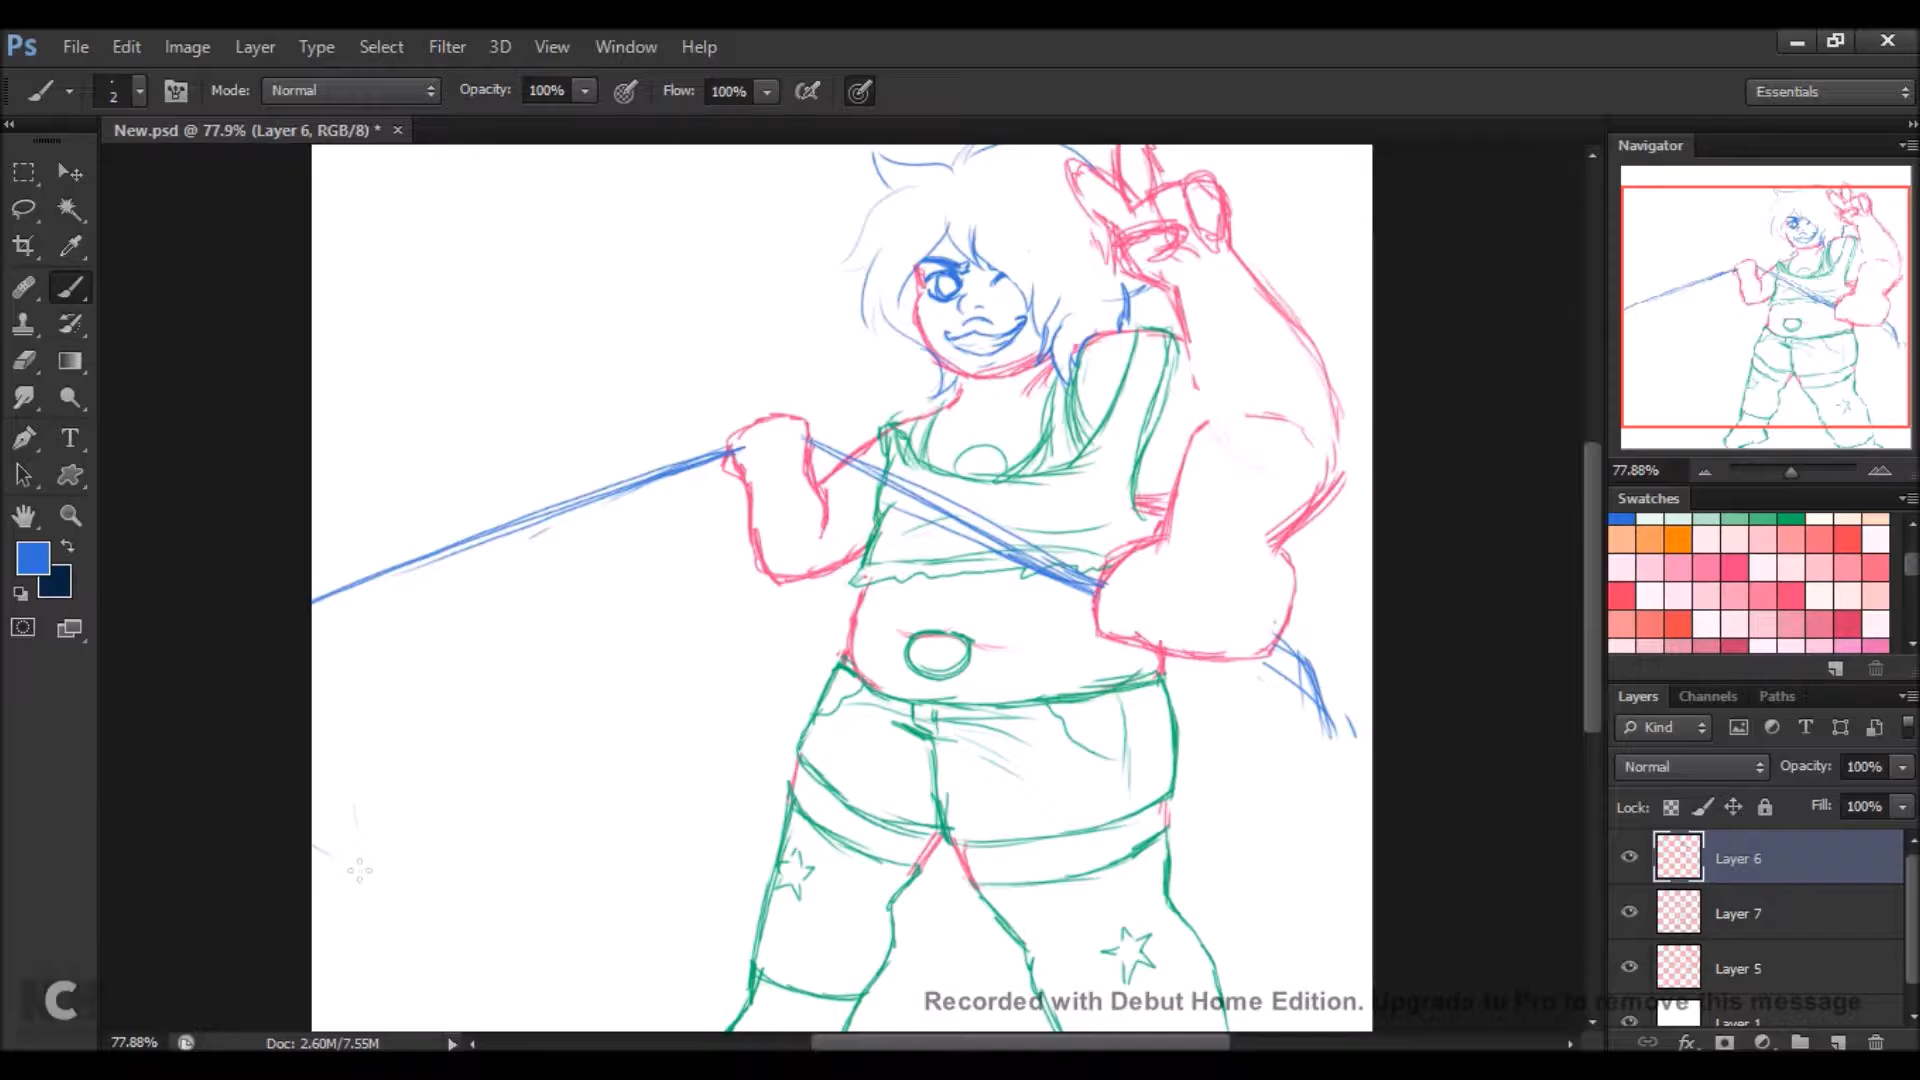 Ps File Edit Image Layer Type Select Filter 3D View Window Help
2 Mode: Normal Opacity: 100% Flow: 100% Essentials
New.psd @ 77.9% (Layer 6, RGB/8) *
Navigator
77.88%
Swatches
Layers Channels Paths
Kind
Normal Opacity: 100%
Lock: Fill: 100%
Layer 6
Layer 7
Layer 5
Layer 1
C
Recorded with Debut Home Edition. Upgrade to Pro to remove this message
77.88% Doc: 2.60M/7.55M